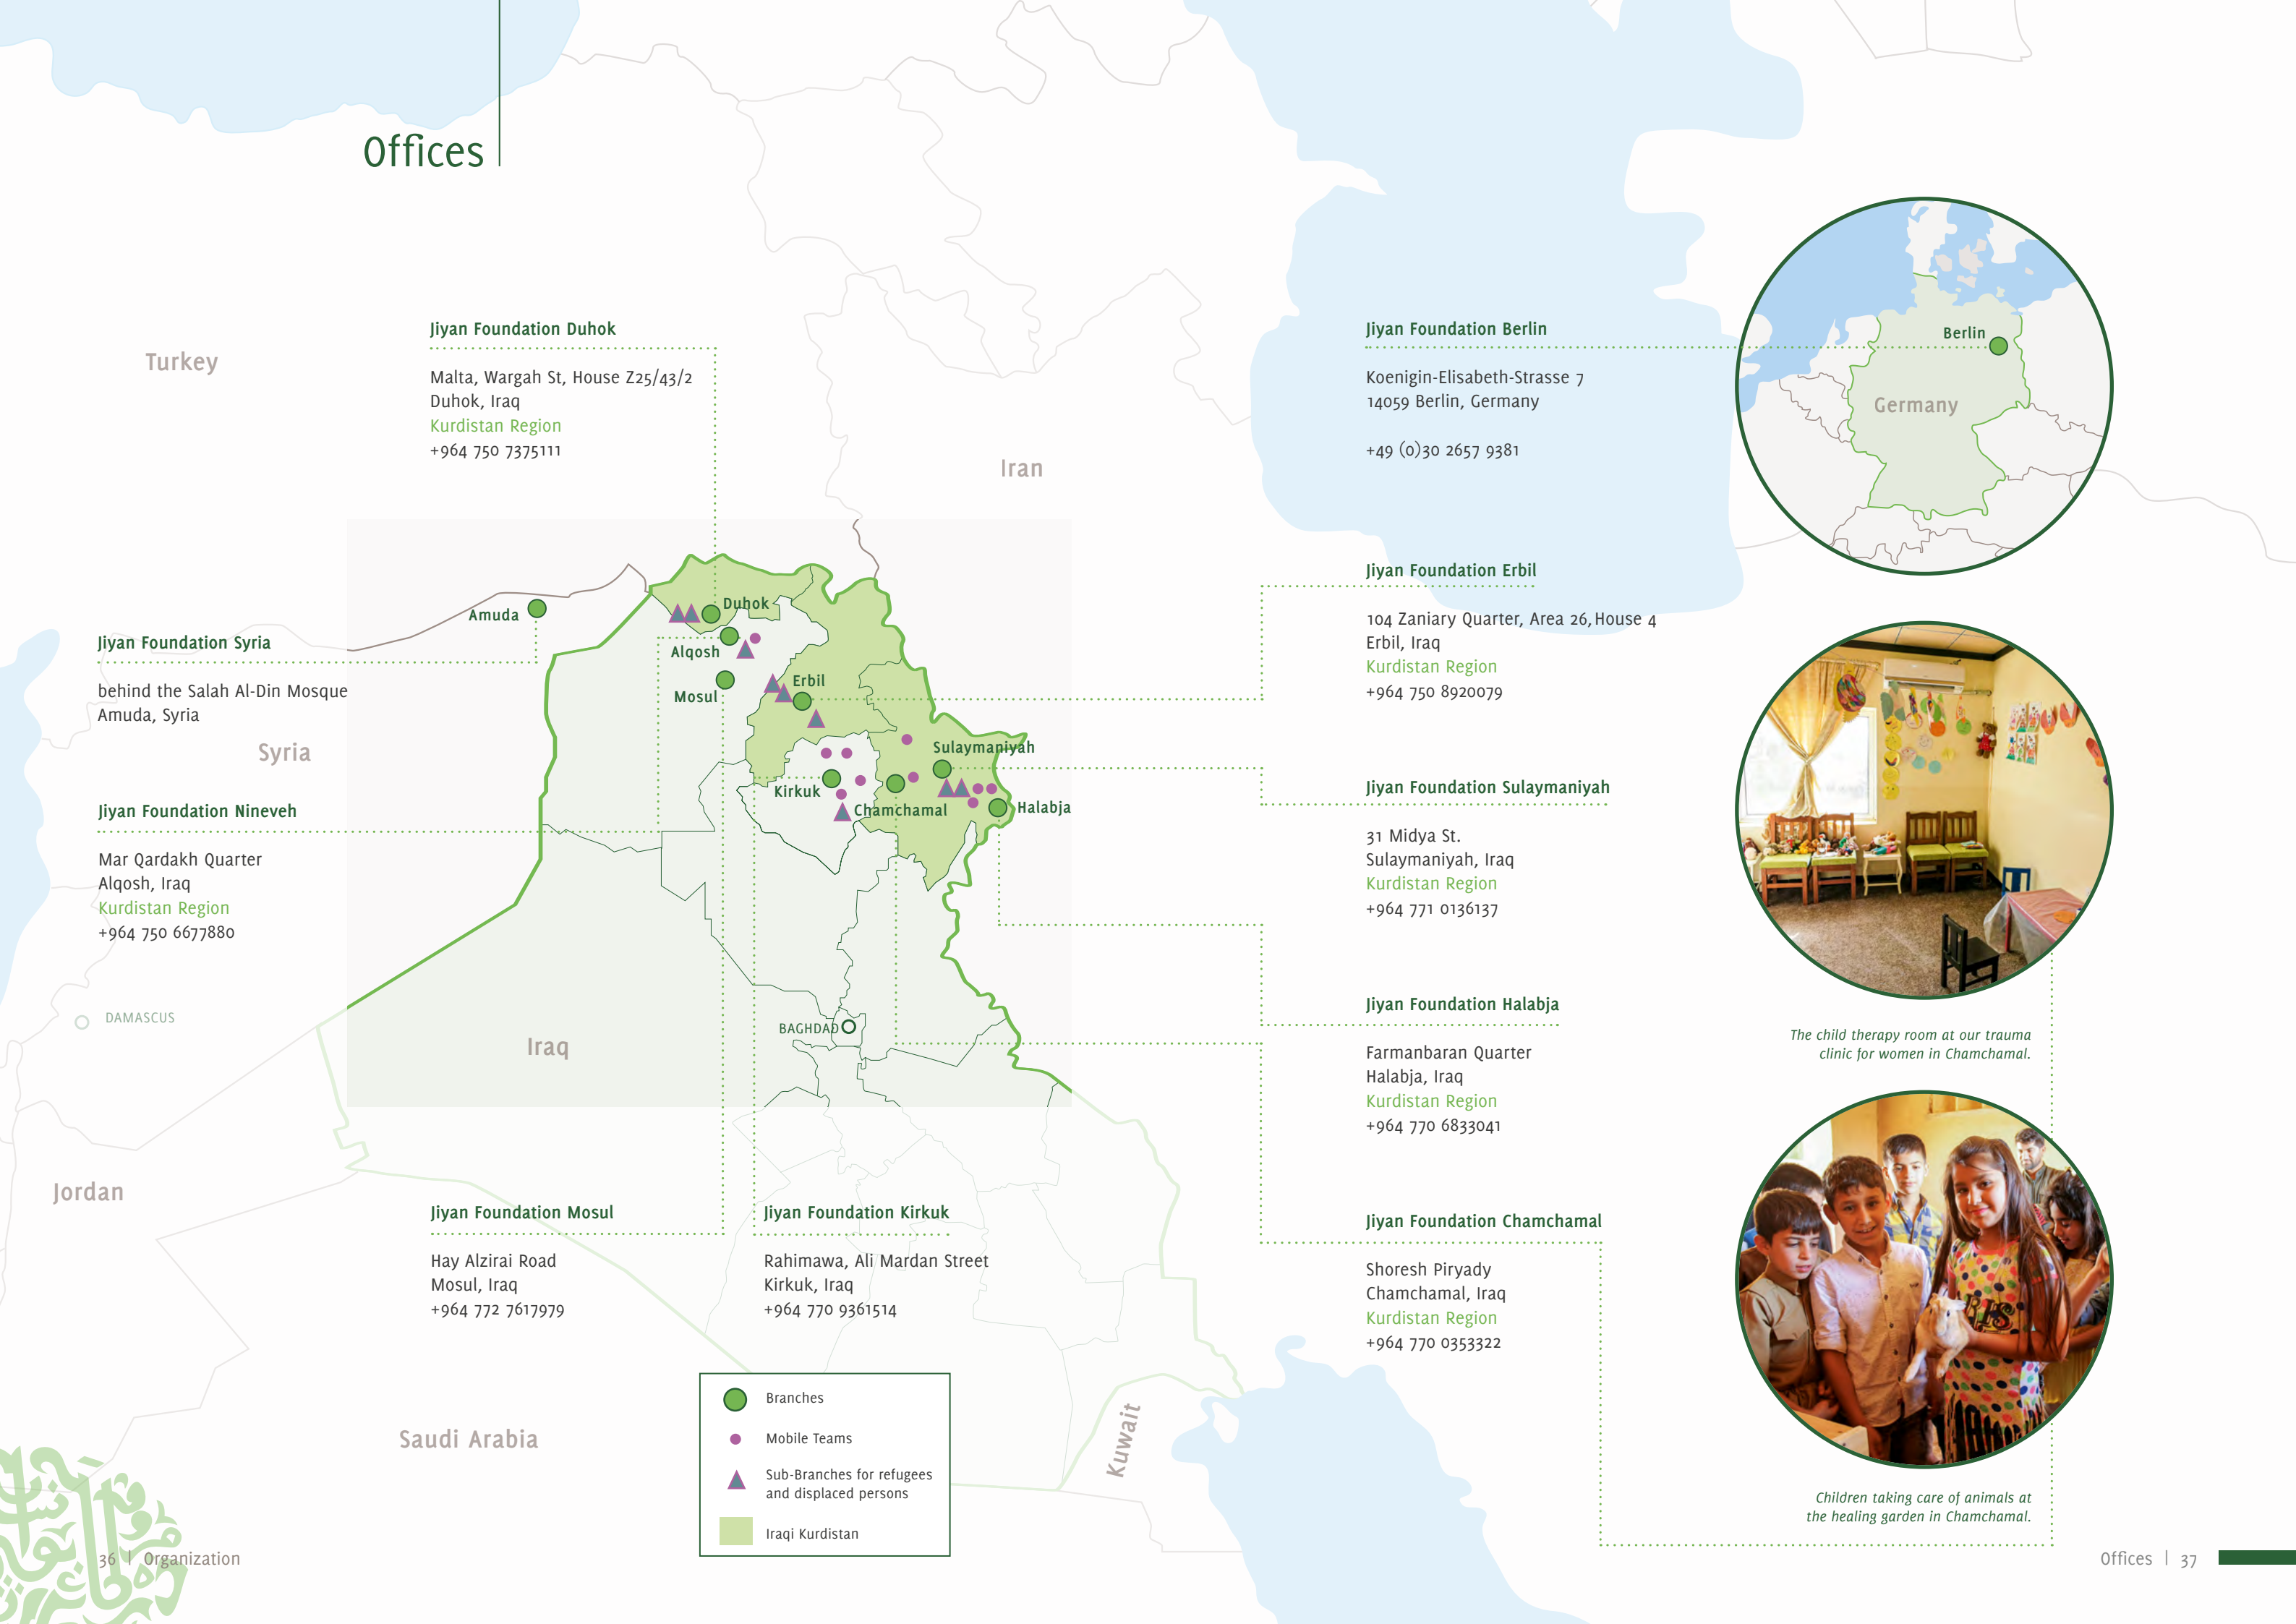 Offices
Turkey
Iran
Syria
Iraq
Jordan
Saudi Arabia
Kuwait
DAMASCUS
BAGHDAD
Jiyan Foundation Duhok
Malta, Wargah St, House Z25/43/2
Duhok, Iraq
Kurdistan Region
+964 750 7375111
Jiyan Foundation Syria
behind the Salah Al-Din Mosque
Amuda, Syria
Jiyan Foundation Nineveh
Mar Qardakh Quarter
Alqosh, Iraq
Kurdistan Region
+964 750 6677880
Amuda
Duhok
Alqosh
Mosul
Erbil
Sulaymaniyah
Kirkuk
Chamchamal
Halabja
Jiyan Foundation Mosul
Hay Alzirai Road
Mosul, Iraq
+964 772 7617979
Jiyan Foundation Kirkuk
Rahimawa, Ali Mardan Street
Kirkuk, Iraq
+964 770 9361514
Branches
Mobile Teams
Sub-Branches for refugees
and displaced persons
Iraqi Kurdistan
36 | Organization
Jiyan Foundation Berlin
Koenigin-Elisabeth-Strasse 7
14059 Berlin, Germany
+49 (0)30 2657 9381
Berlin
Germany
Jiyan Foundation Erbil
104 Zaniary Quarter, Area 26, House 4
Erbil, Iraq
Kurdistan Region
+964 750 8920079
Jiyan Foundation Sulaymaniyah
31 Midya St.
Sulaymaniyah, Iraq
Kurdistan Region
+964 771 0136137
Jiyan Foundation Halabja
Farmanbaran Quarter
Halabja, Iraq
Kurdistan Region
+964 770 6833041
Jiyan Foundation Chamchamal
Shoresh Piryady
Chamchamal, Iraq
Kurdistan Region
+964 770 0353322
The child therapy room at our trauma
clinic for women in Chamchamal.
Children taking care of animals at
the healing garden in Chamchamal.
Offices | 37